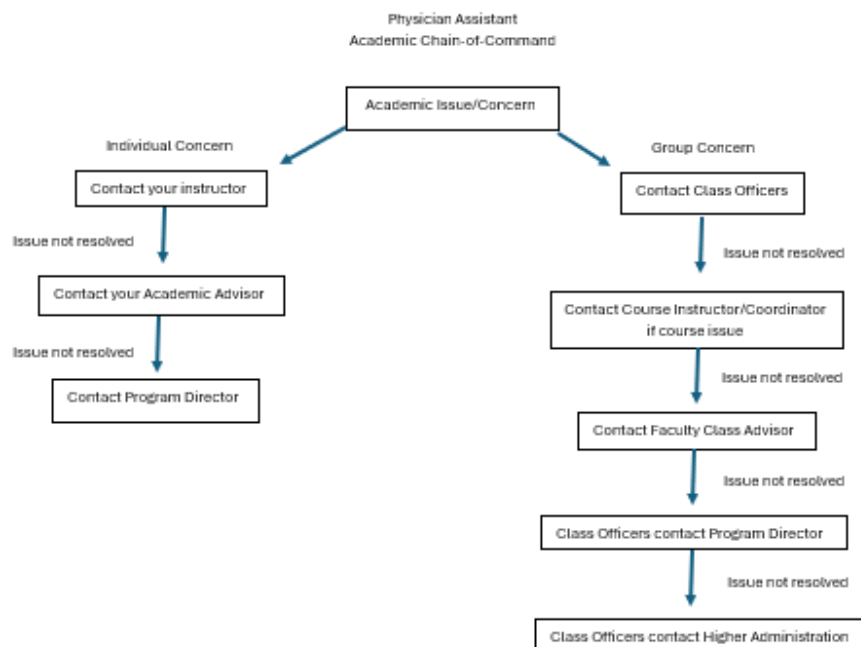 Physician Assistant
Academic Chain-of-Command
Academic Issue/Concern
Individual Concern
Contact your instructor
Issue not resolved
Contact your Academic Advisor
Issue not resolved
Contact Program Director
Group Concern
Contact Class Officers
Issue not resolved
Contact Course Instructor/Coordinator
if course issue
Issue not resolved
Contact Faculty Class Advisor
Issue not resolved
Class Officers contact Program Director
Issue not resolved
Class Officers contact Higher Administration